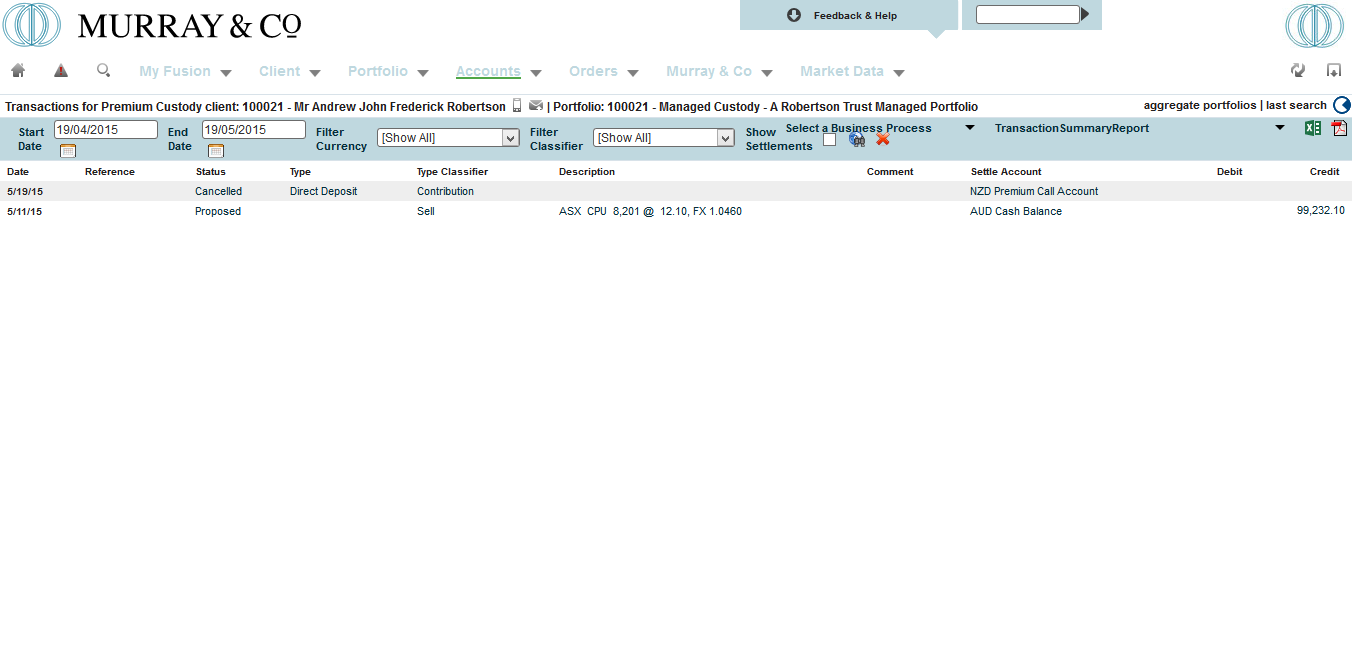 MURRAY & CO
Feedback & Help
My Fusion Client Portfolio Accounts Orders Murray & Co Market Data
Transactions for Premium Custody client: 100021 - Mr Andrew John Frederick Robertson | Portfolio: 100021 - Managed Custody - A Robertson Trust Managed Portfolio
aggregate portfolios | last search
Start Date 19/04/2015 End Date 19/05/2015 Filter Currency [Show All] Filter Classifier [Show All] Show Settlements Select a Business Process TransactionSummaryReport
Date Reference Status Type Type Classifier Description Comment Settle Account Debit Credit
5/19/15 Cancelled Direct Deposit Contribution NZD Premium Call Account
5/11/15 Proposed Sell ASX CPU 8,201 @ 12.10, FX 1.0460 AUD Cash Balance 99,232.10